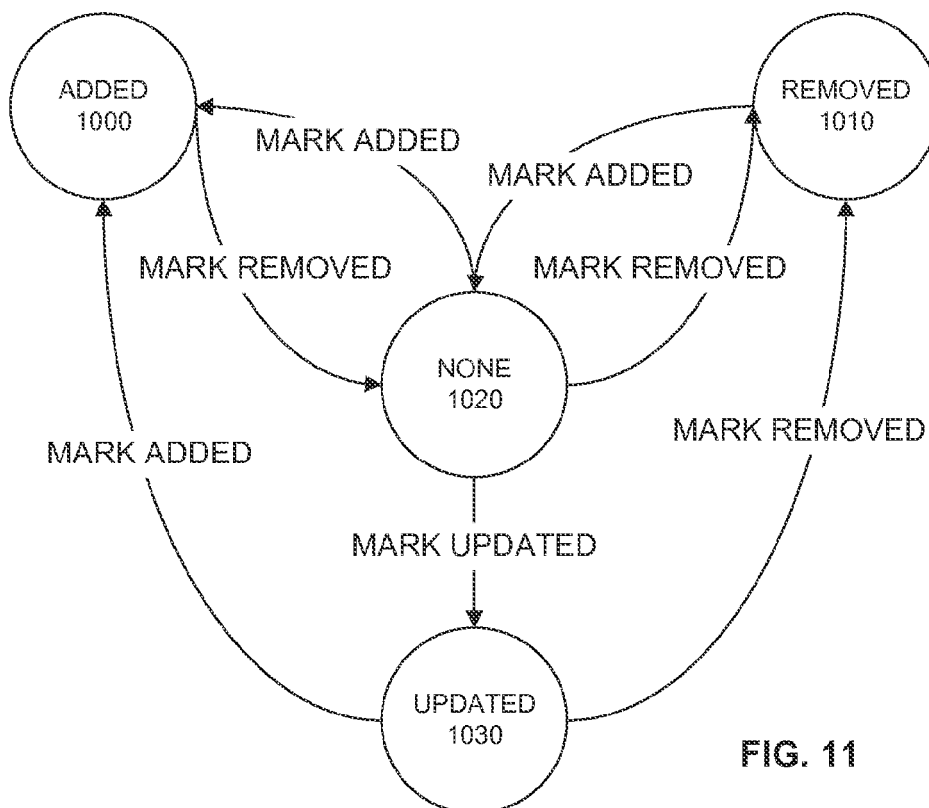 ADDED
1000
REMOVED
1010
MARK ADDED
MARK ADDED
MARK REMOVED
MARK REMOVED
NONE
1020
MARK ADDED
MARK REMOVED
MARK UPDATED
UPDATED
1030
FIG. 11